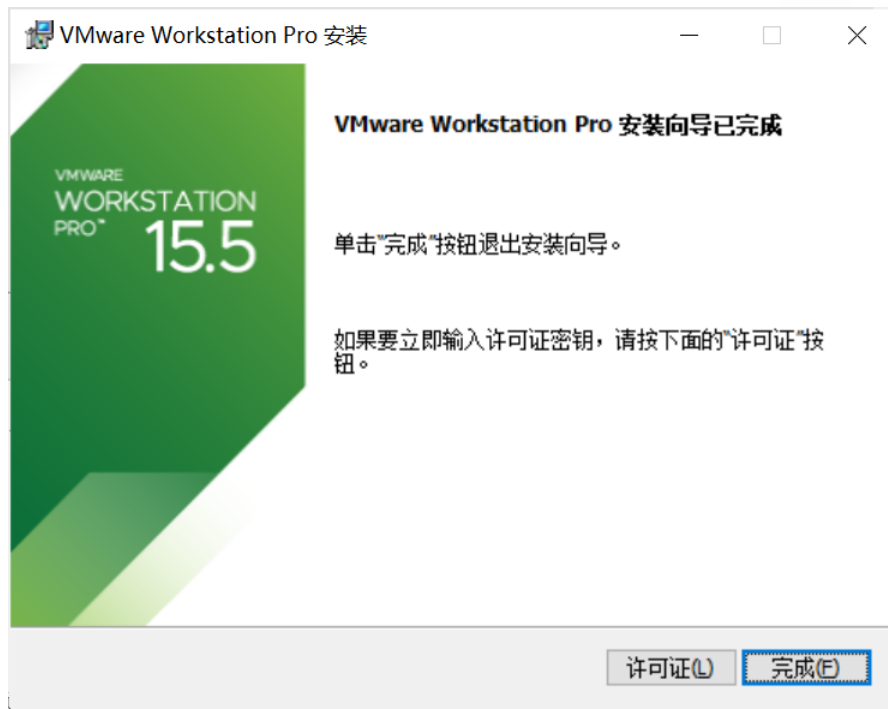 VMware Workstation Pro 安装
VMware Workstation Pro 安装向导已完成
VMWARE
WORKSTATION
PRO™ 15.5
单击"完成"按钮退出安装向导。
如果要立即输入许可证密钥，请按下面的"许可证"按
钮。
许可证(L) 完成(F)